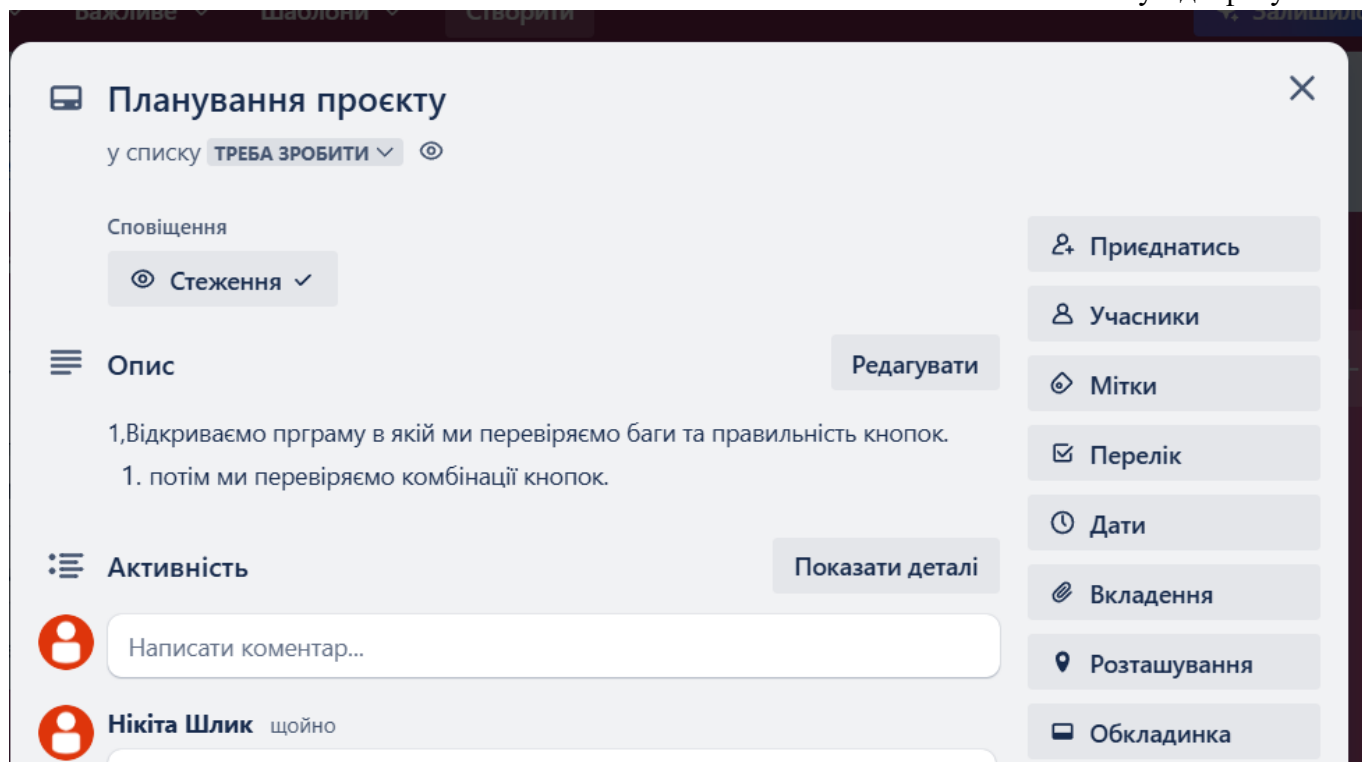 Важливе Шаблони Створити
Планування проєкту
у списку ТРЕБА ЗРОБИТИ
Сповіщення
Стеження
Опис
Редагувати
1,Відкриваємо прграму в якій ми перевіряємо баги та правильність кнопок.
1. потім ми перевіряємо комбінації кнопок.
Активність
Показати деталі
Написати коментар...
Нікіта Шлик щойно
Приєднатись
Учасники
Мітки
Перелік
Дати
Вкладення
Розташування
Обкладинка